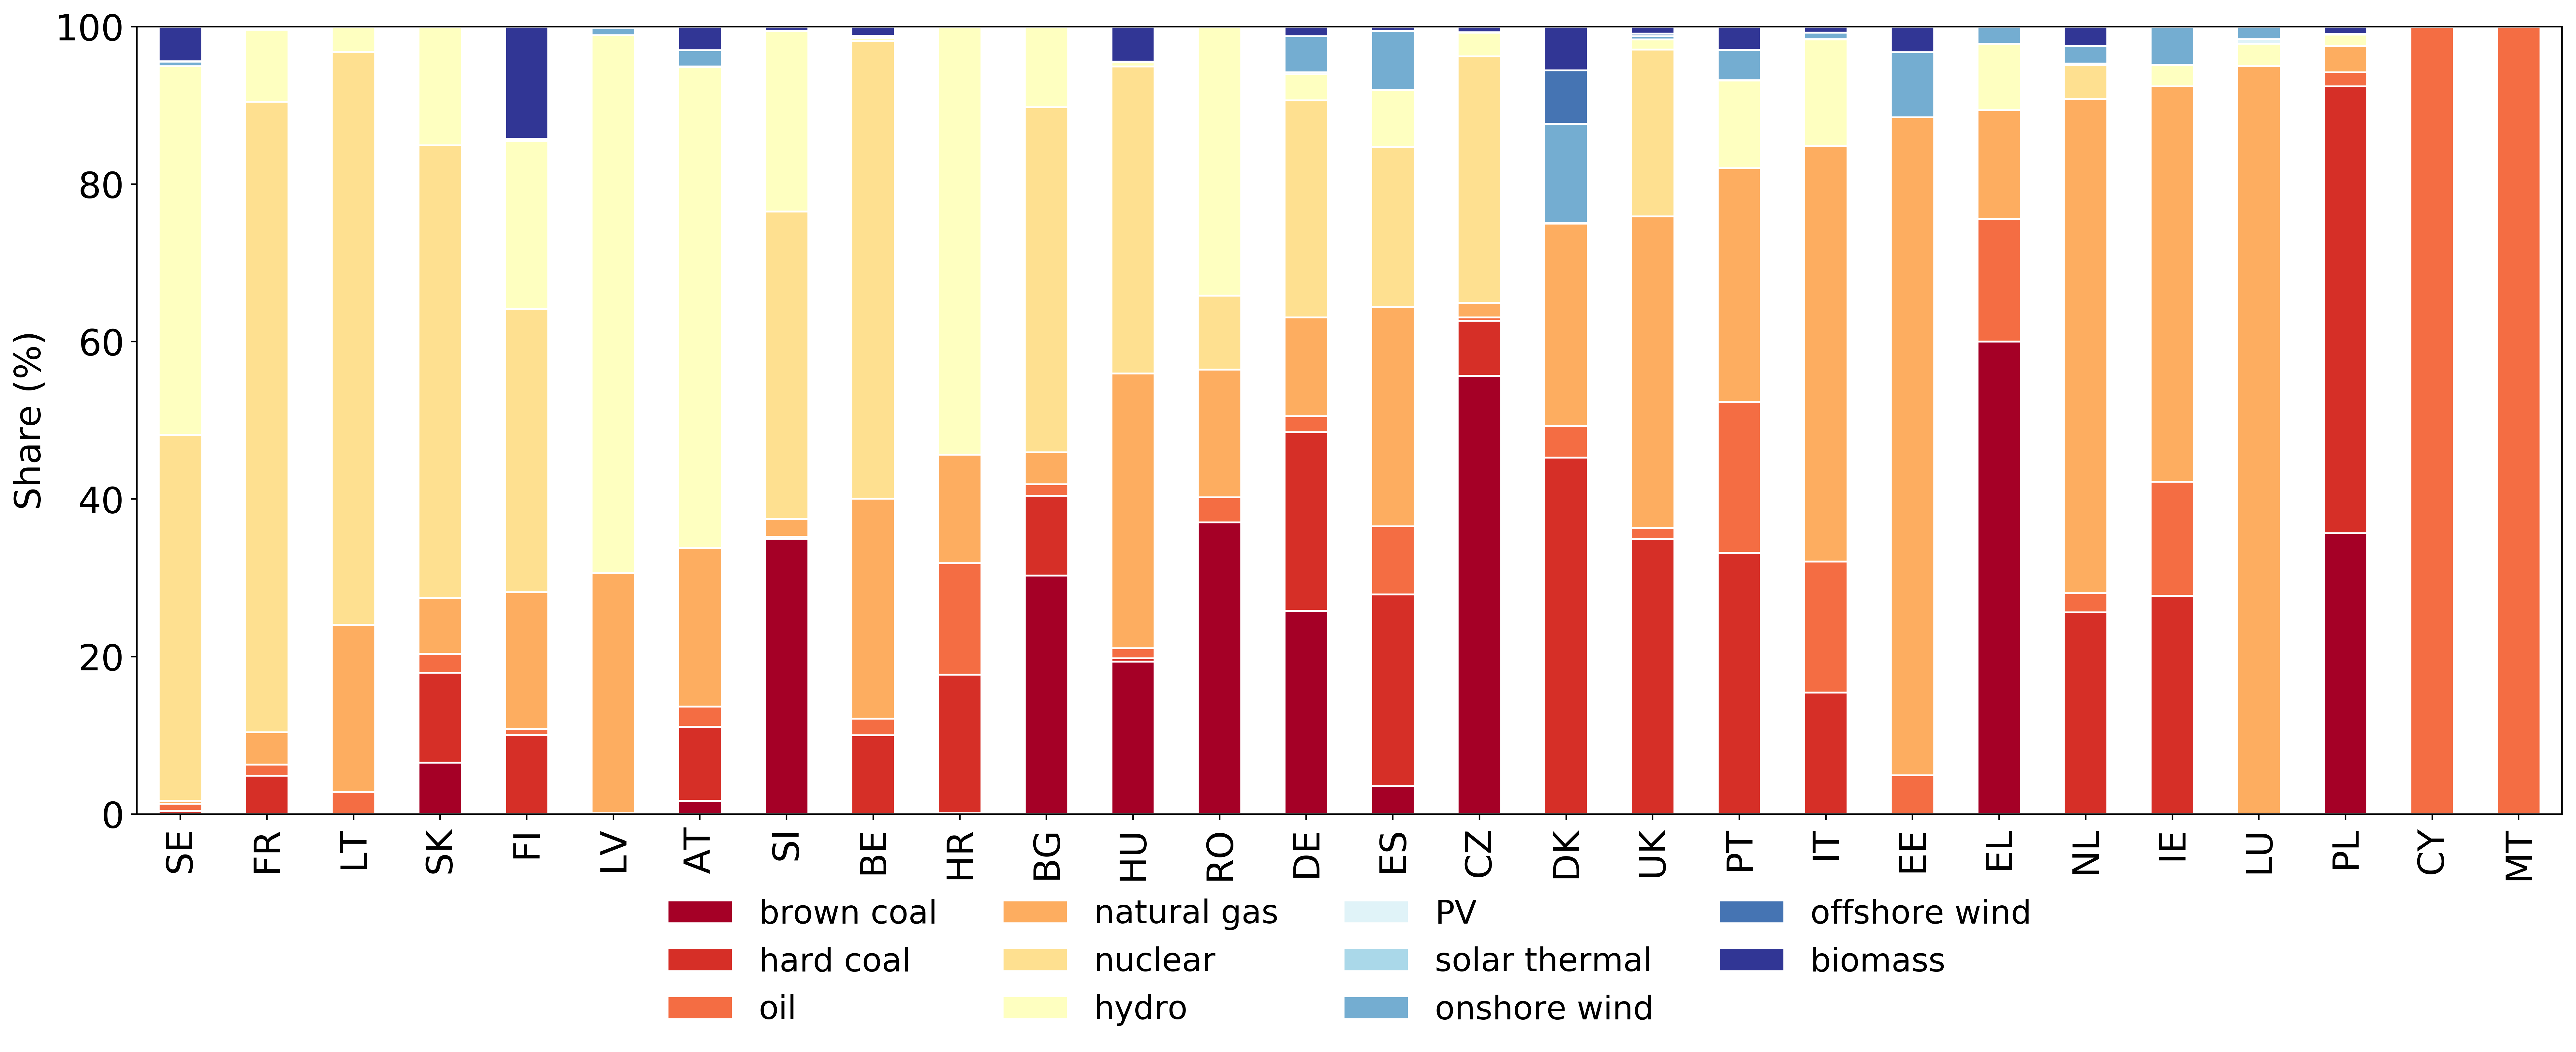 100
80
60
40
20
0
Share (%)
SE FR LT SK FI LV AT SI BE HR BG HU RO DE ES CZ DK UK PT IT EE EL NL IE LU PL CY MT
brown coal natural gas PV offshore wind
hard coal nuclear solar thermal biomass
oil hydro onshore wind